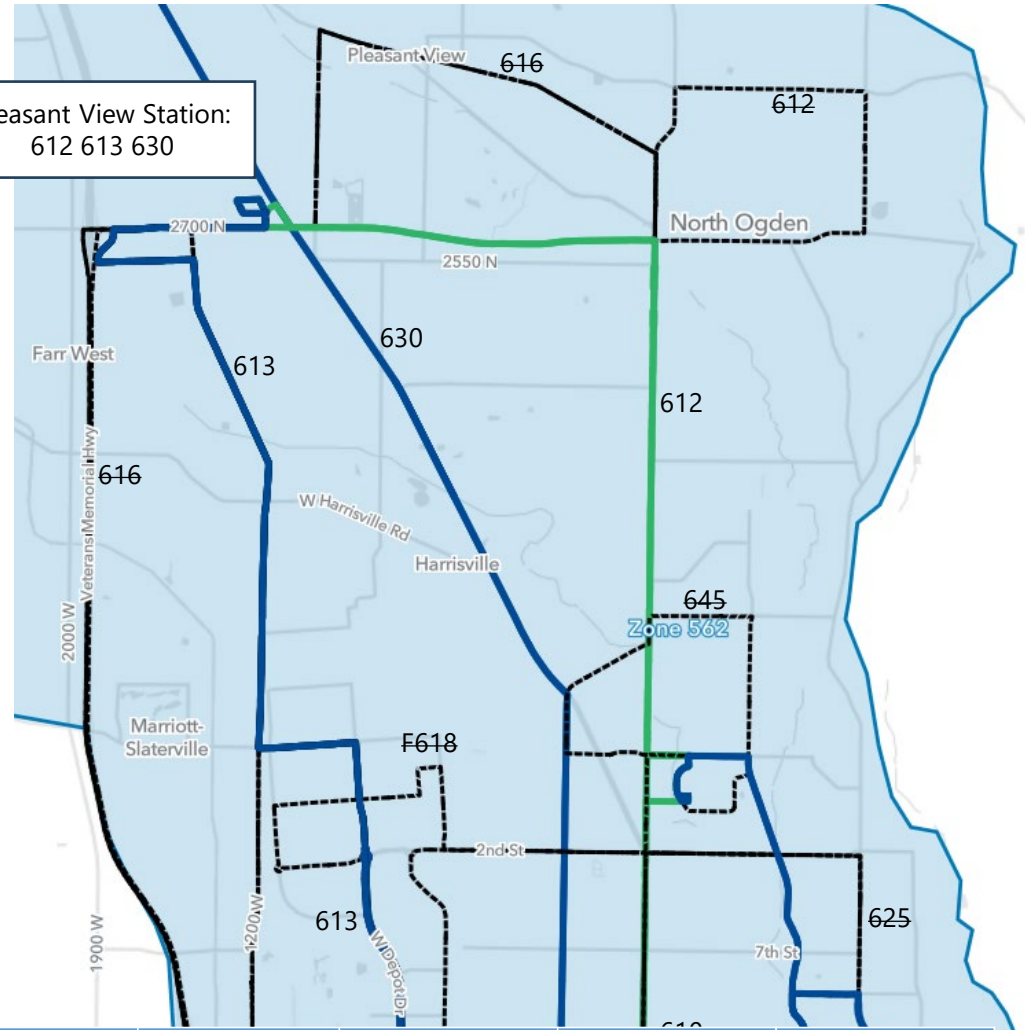 Pleasant View
616
612
easant View Station:
612 613 630
2700 N
North Ogden
2550 N
630
Farr West
613
612
616
Veterans Memorial Hwy
W Harrisville Rd
Harrisville
645
Zone 562
2000 W
Marriott-
Slaterville
F618
2nd St
1200 W
613
625
1900 W
W Depot Dr
7th St